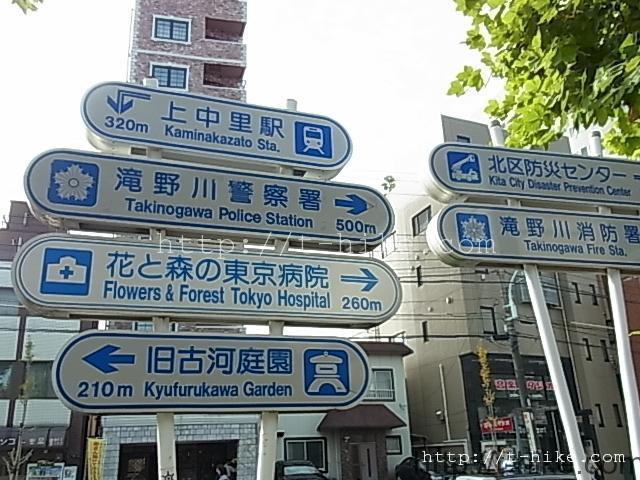 上中里駅
320m Kaminakazato Sta.
滝野川警察署
Takinogawa Police Station 500m
花と森の東京病院
Flowers & Forest Tokyo Hospital 260m
旧古河庭園
210m Kyufurukawa Garden
北区防災センター
Kita City Disaster Prevention Center
滝野川消防署
Takinogawa Fire Sta.
http://t-hike.com
http://t-hike.com